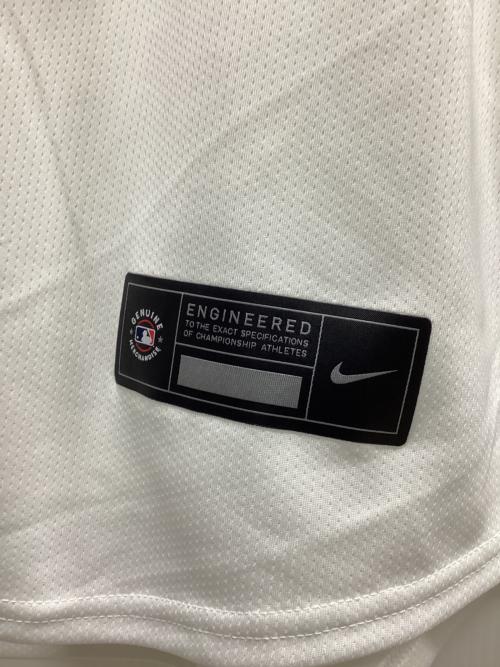 GENUINE
MERCHANDISE
ENGINEERED
TO THE EXACT SPECIFICATIONS
OF CHAMPIONSHIP ATHLETES